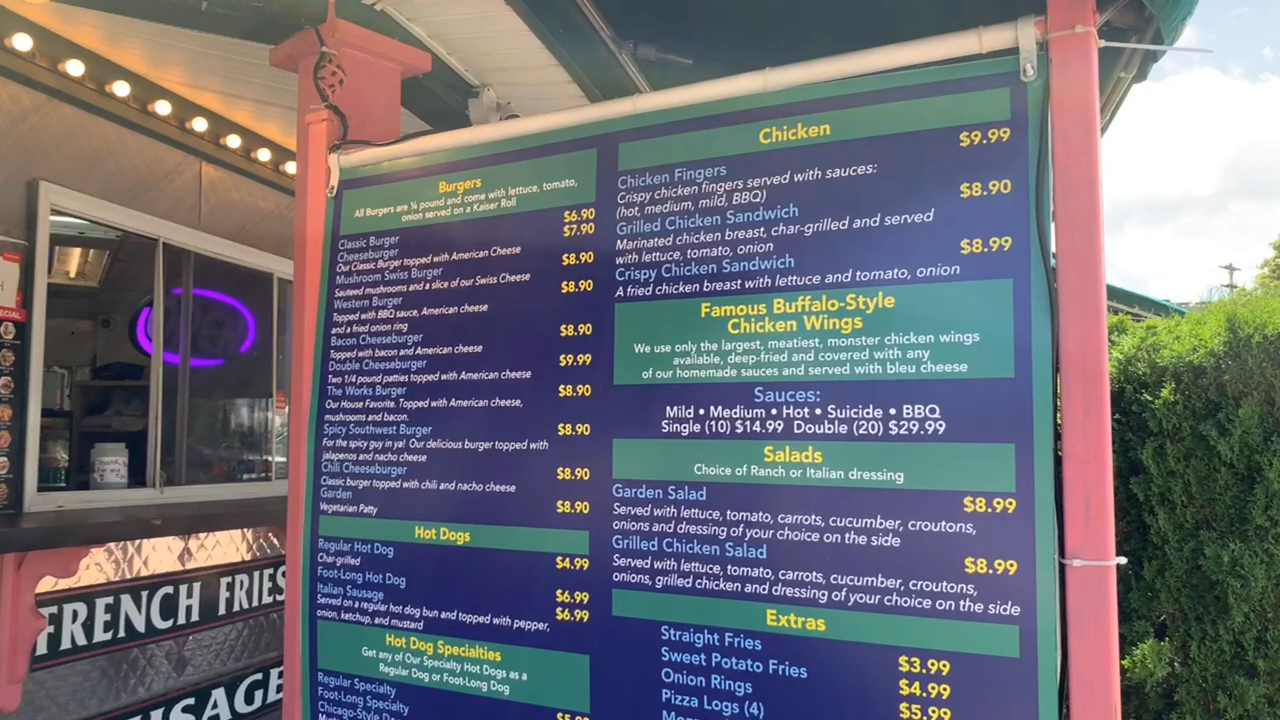 Burgers
All Burgers are ¼ pound and come with lettuce, tomato,
onion served on a Kaiser Roll
$6.90
Classic Burger $7.90
Cheeseburger
Our Classic Burger topped with American Cheese $8.90
Mushroom Swiss Burger
Sauteed mushrooms and a slice of our Swiss Cheese $8.90
Western Burger
Topped with BBQ sauce, American cheese
and a fried onion ring $8.90
Bacon Cheeseburger
Topped with bacon and American cheese $9.99
Double Cheeseburger
Two 1/4 pound patties topped with American cheese
The Works Burger $8.90
Our House Favorite. Topped with American cheese,
mushrooms and bacon.
Spicy Southwest Burger $8.90
For the spicy guy in ya! Our delicious burger topped with
jalapenos and nacho cheese
Chili Cheeseburger $8.90
Classic burger topped with chili and nacho cheese
Garden
Vegetarian Patty $8.90
Hot Dogs
Regular Hot Dog
Char-grilled $4.99
Foot-Long Hot Dog
Italian Sausage $6.99
Served on a regular hot dog bun and topped with pepper, $6.99
onion, ketchup, and mustard
Hot Dog Specialties
Get any of Our Specialty Hot Dogs as a
Regular Dog or Foot-Long Dog
Regular Specialty
Foot-Long Specialty
Chicago-Style
Chicken
$9.99
Chicken Fingers
Crispy chicken fingers served with sauces:
(hot, medium, mild, BBQ) $8.90
Grilled Chicken Sandwich
Marinated chicken breast, char-grilled and served
with lettuce, tomato, onion $8.99
Crispy Chicken Sandwich
A fried chicken breast with lettuce and tomato, onion
Famous Buffalo-Style
Chicken Wings
We use only the largest, meatiest, monster chicken wings
available, deep-fried and covered with any
of our homemade sauces and served with bleu cheese
Sauces:
Mild • Medium • Hot • Suicide • BBQ
Single (10) $14.99 Double (20) $29.99
Salads
Choice of Ranch or Italian dressing
Garden Salad $8.99
Served with lettuce, tomato, carrots, cucumber, croutons,
onions and dressing of your choice on the side
Grilled Chicken Salad $8.99
Served with lettuce, tomato, carrots, cucumber, croutons,
onions, grilled chicken and dressing of your choice on the side
Extras
Straight Fries $3.99
Sweet Potato Fries $4.99
Onion Rings $5.99
Pizza Logs (4)
FRENCH FRIES